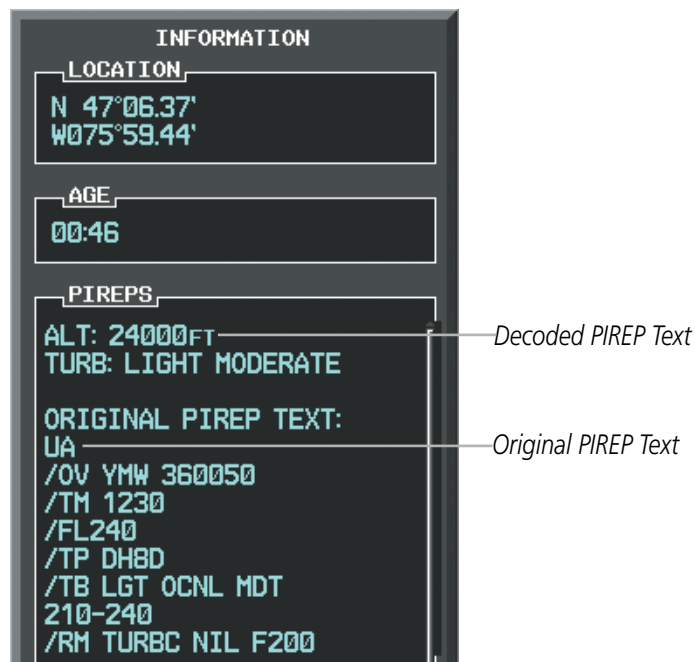 INFORMATION
LOCATION
N 47°06.37'
W075°59.44'
AGE
00:46
PIREPS
ALT: 24000FT
Decoded PIREP Text
TURB: LIGHT MODERATE
ORIGINAL PIREP TEXT:
UA
Original PIREP Text
/OV YMW 360050
/TM 1230
/FL240
/TP DH8D
/TB LGT OCNL MDT
210-240
/RM TURBC NIL F200